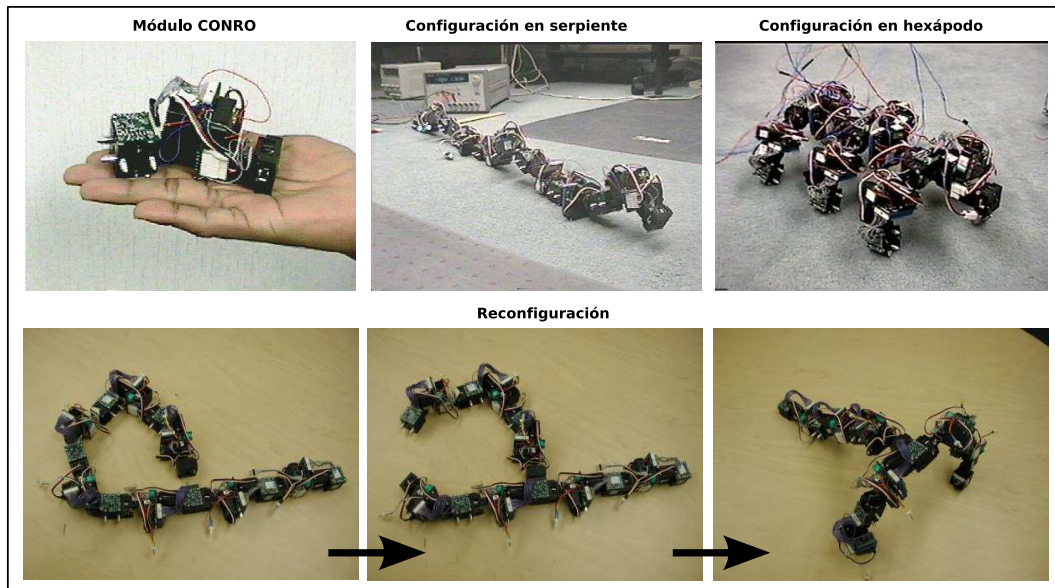 Módulo CONRO
Configuración en serpiente
Configuración en hexápodo
Reconfiguración